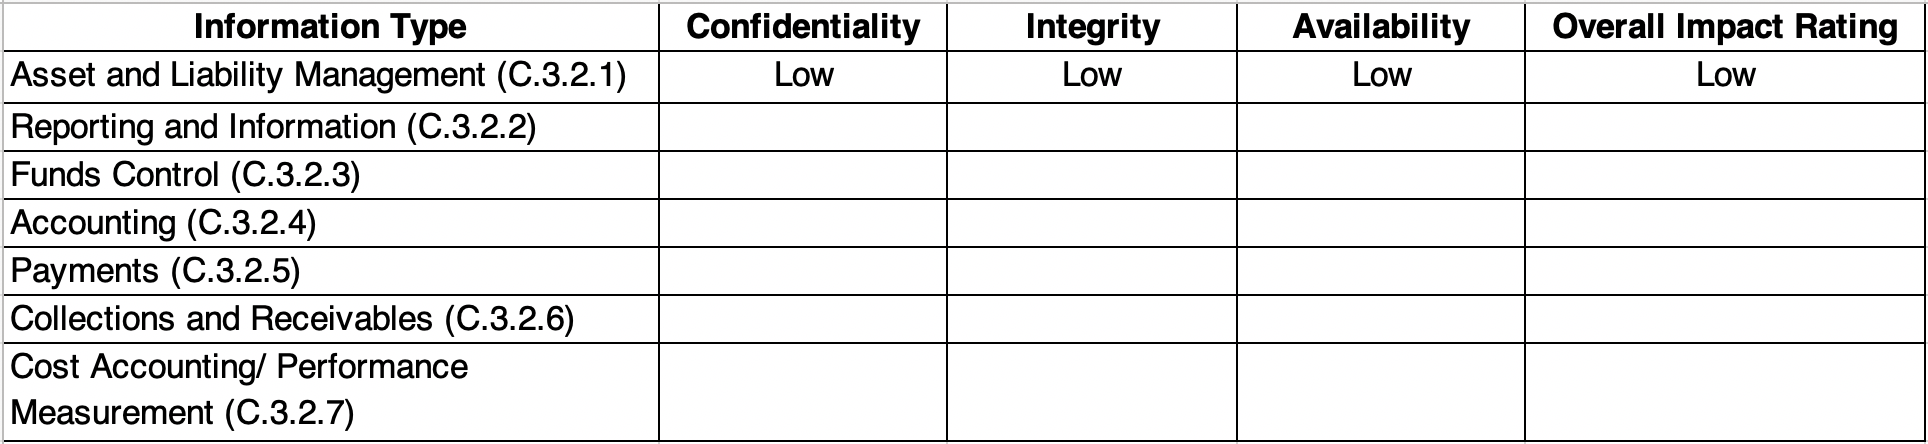 Information Type Confidentiality Integrity Availability Overall Impact Rating
Asset and Liability Management (C.3.2.1) Low Low Low Low
Reporting and Information (C.3.2.2)
Funds Control (C.3.2.3)
Accounting (C.3.2.4)
Payments (C.3.2.5)
Collections and Receivables (C.3.2.6)
Cost Accounting/ Performance
Measurement (C.3.2.7)